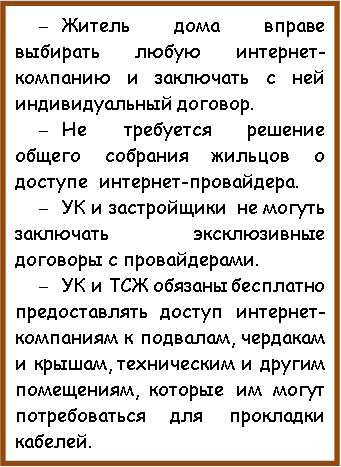 – Житель дома вправе
выбирать любую интернет-
компанию и заключать с ней
индивидуальный договор.
– Не требуется решение
общего собрания жильцов о
доступе интернет-провайдера.
– УК и застройщики не могуть
заключать эксклюзивные
договоры с провайдерами.
– УК и ТСЖ обязаны бесплатно
предоставлять доступ интернет-
компаниям к подвалам, чердакам
и крышам, техническим и другим
помещениям, которые им могут
потребоваться для прокладки
кабелей.